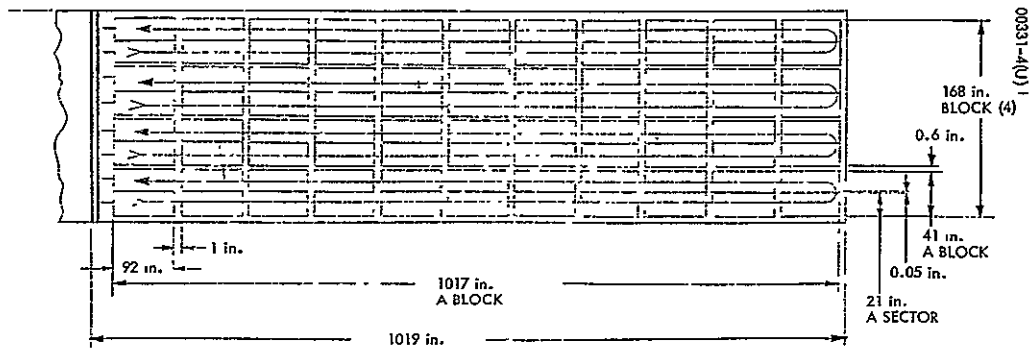 00331-4(U) 1
168 in.
BLOCK (4)
0.6 in.
41 in.
A BLOCK
0.05 in.
21 in.
A SECTOR
1 in.
92 in.
1017 in.
A BLOCK
1019 in.